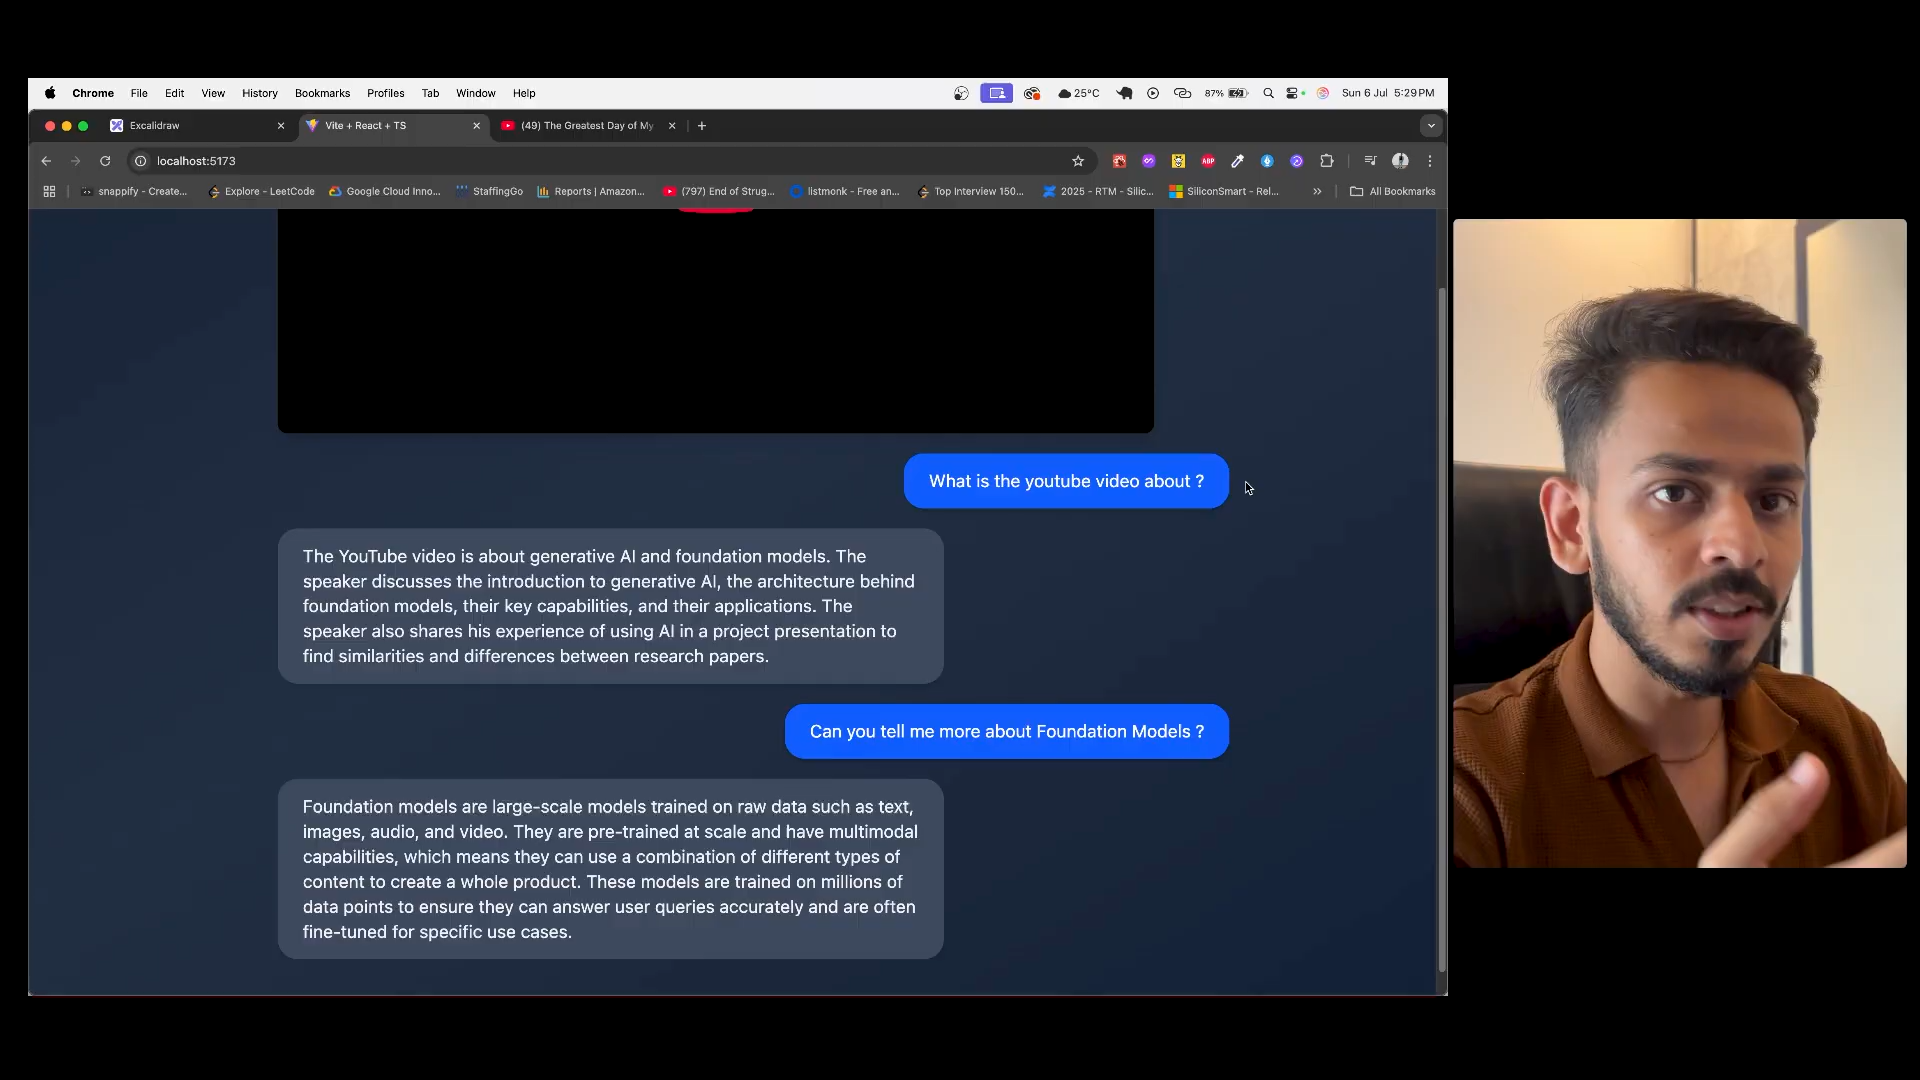 Chrome File Edit View History Bookmarks Profiles Tab Window Help 25°C 87% Sun 6 Jul 5:29 PM
Excalidraw Vite + React + TS (49) The Greatest Day of My
localhost:5173 ABP
snappify - Create... Explore - LeetCode Google Cloud Inno... StaffingGo Reports | Amazon... (797) End of Strug... listmonk - Free an... Top Interview 150... 2025 - RTM - Silic... SiliconSmart - Rel... All Bookmarks
What is the youtube video about ?
The YouTube video is about generative AI and foundation models. The
speaker discusses the introduction to generative AI, the architecture behind
foundation models, their key capabilities, and their applications. The
speaker also shares his experience of using AI in a project presentation to
find similarities and differences between research papers.
Can you tell me more about Foundation Models ?
Foundation models are large-scale models trained on raw data such as text,
images, audio, and video. They are pre-trained at scale and have multimodal
capabilities, which means they can use a combination of different types of
content to create a whole product. These models are trained on millions of
data points to ensure they can answer user queries accurately and are often
fine-tuned for specific use cases.